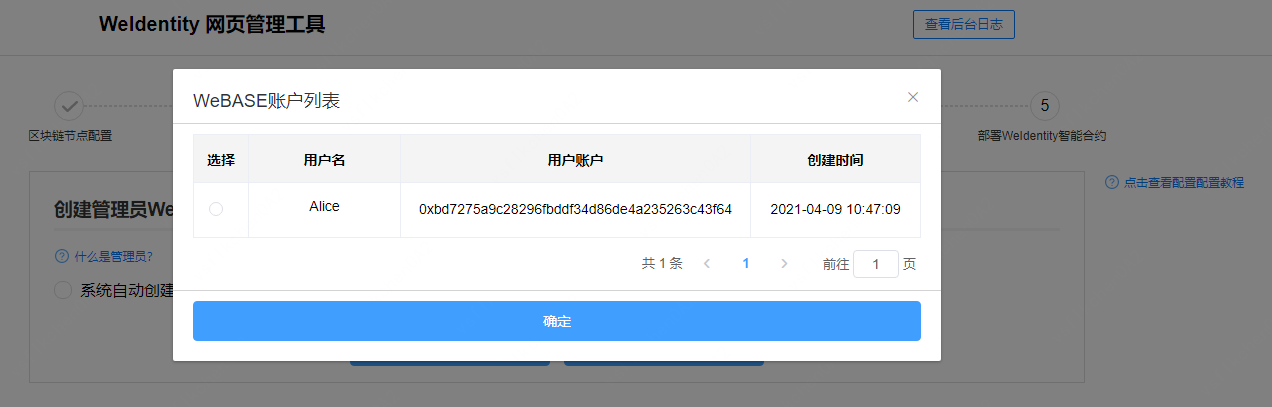 WeIdentity 网页管理工具
查看后台日志
WeBASE账户列表
5
区块链节点配置
部署WeIdentity智能合约
选择 用户名 用户账户 创建时间
点击查看配置配置教程
创建管理员We
Alice 0xbd7275a9c28296fbddf34d86de4a235263c43f64 2021-04-09 10:47:09
什么是管理员?
共 1 条 1 前往 1 页
系统自动创建
确定